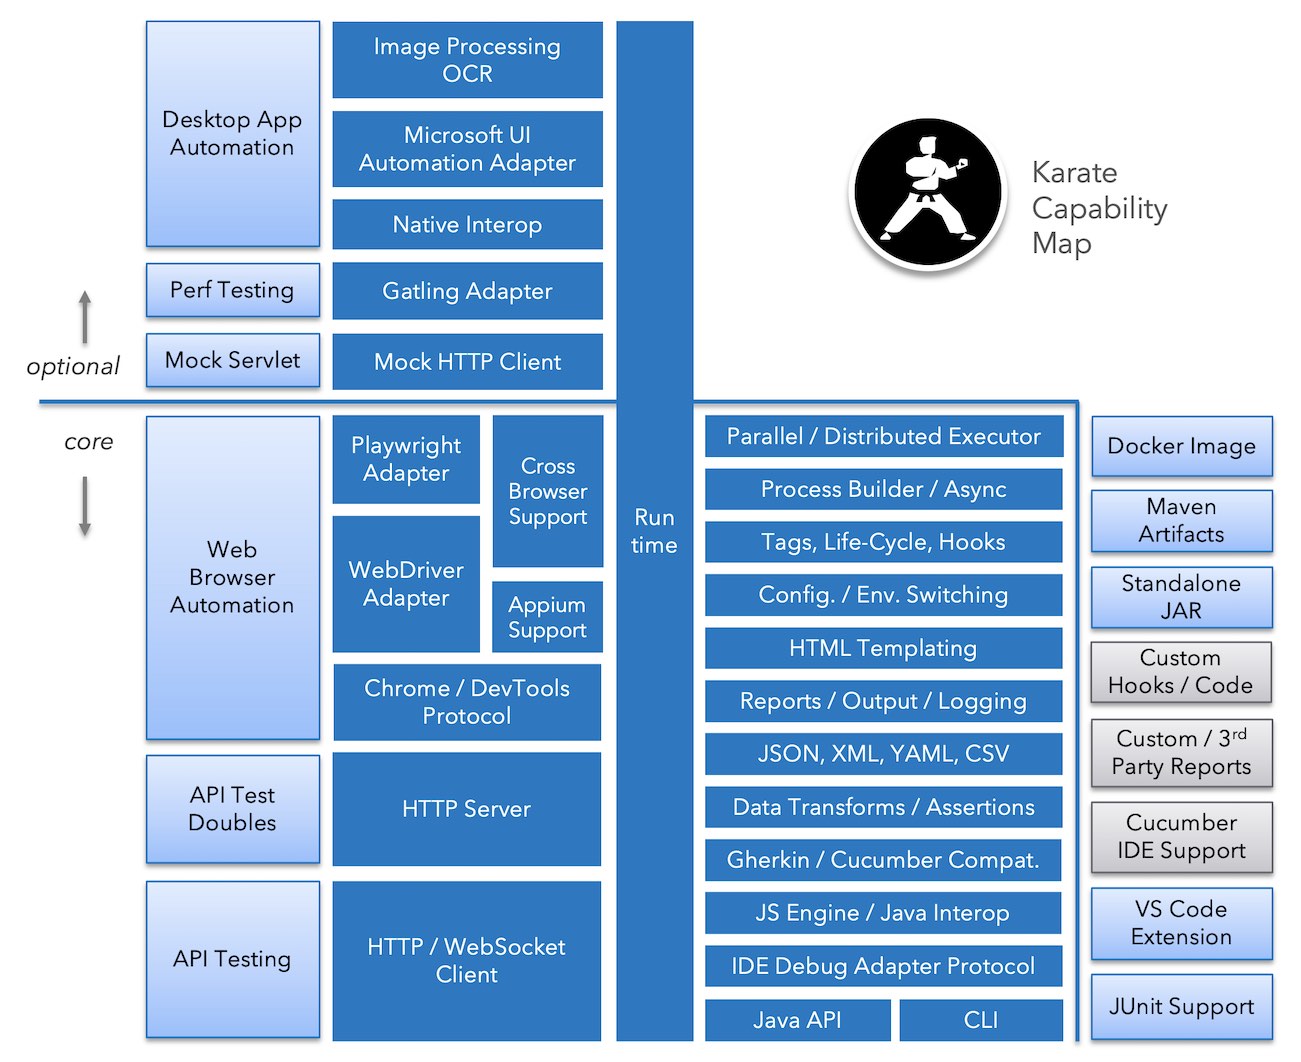 Desktop App
Automation
Image Processing
OCR
Microsoft UI
Automation Adapter
Native Interop
Perf Testing
Gatling Adapter
Mock Servlet
Mock HTTP Client
Karate
Capability
Map
optional
core
Web
Browser
Automation
Playwright
Adapter
Cross
Browser
Support
WebDriver
Adapter
Appium
Support
Chrome / DevTools
Protocol
API Test
Doubles
HTTP Server
API Testing
HTTP / WebSocket
Client
Run
time
Parallel / Distributed Executor
Process Builder / Async
Tags, Life-Cycle, Hooks
Config. / Env. Switching
HTML Templating
Reports / Output / Logging
JSON, XML, YAML, CSV
Data Transforms / Assertions
Gherkin / Cucumber Compat.
JS Engine / Java Interop
IDE Debug Adapter Protocol
Java API
CLI
Docker Image
Maven
Artifacts
Standalone
JAR
Custom
Hooks / Code
Custom / 3rd
Party Reports
Cucumber
IDE Support
VS Code
Extension
JUnit Support